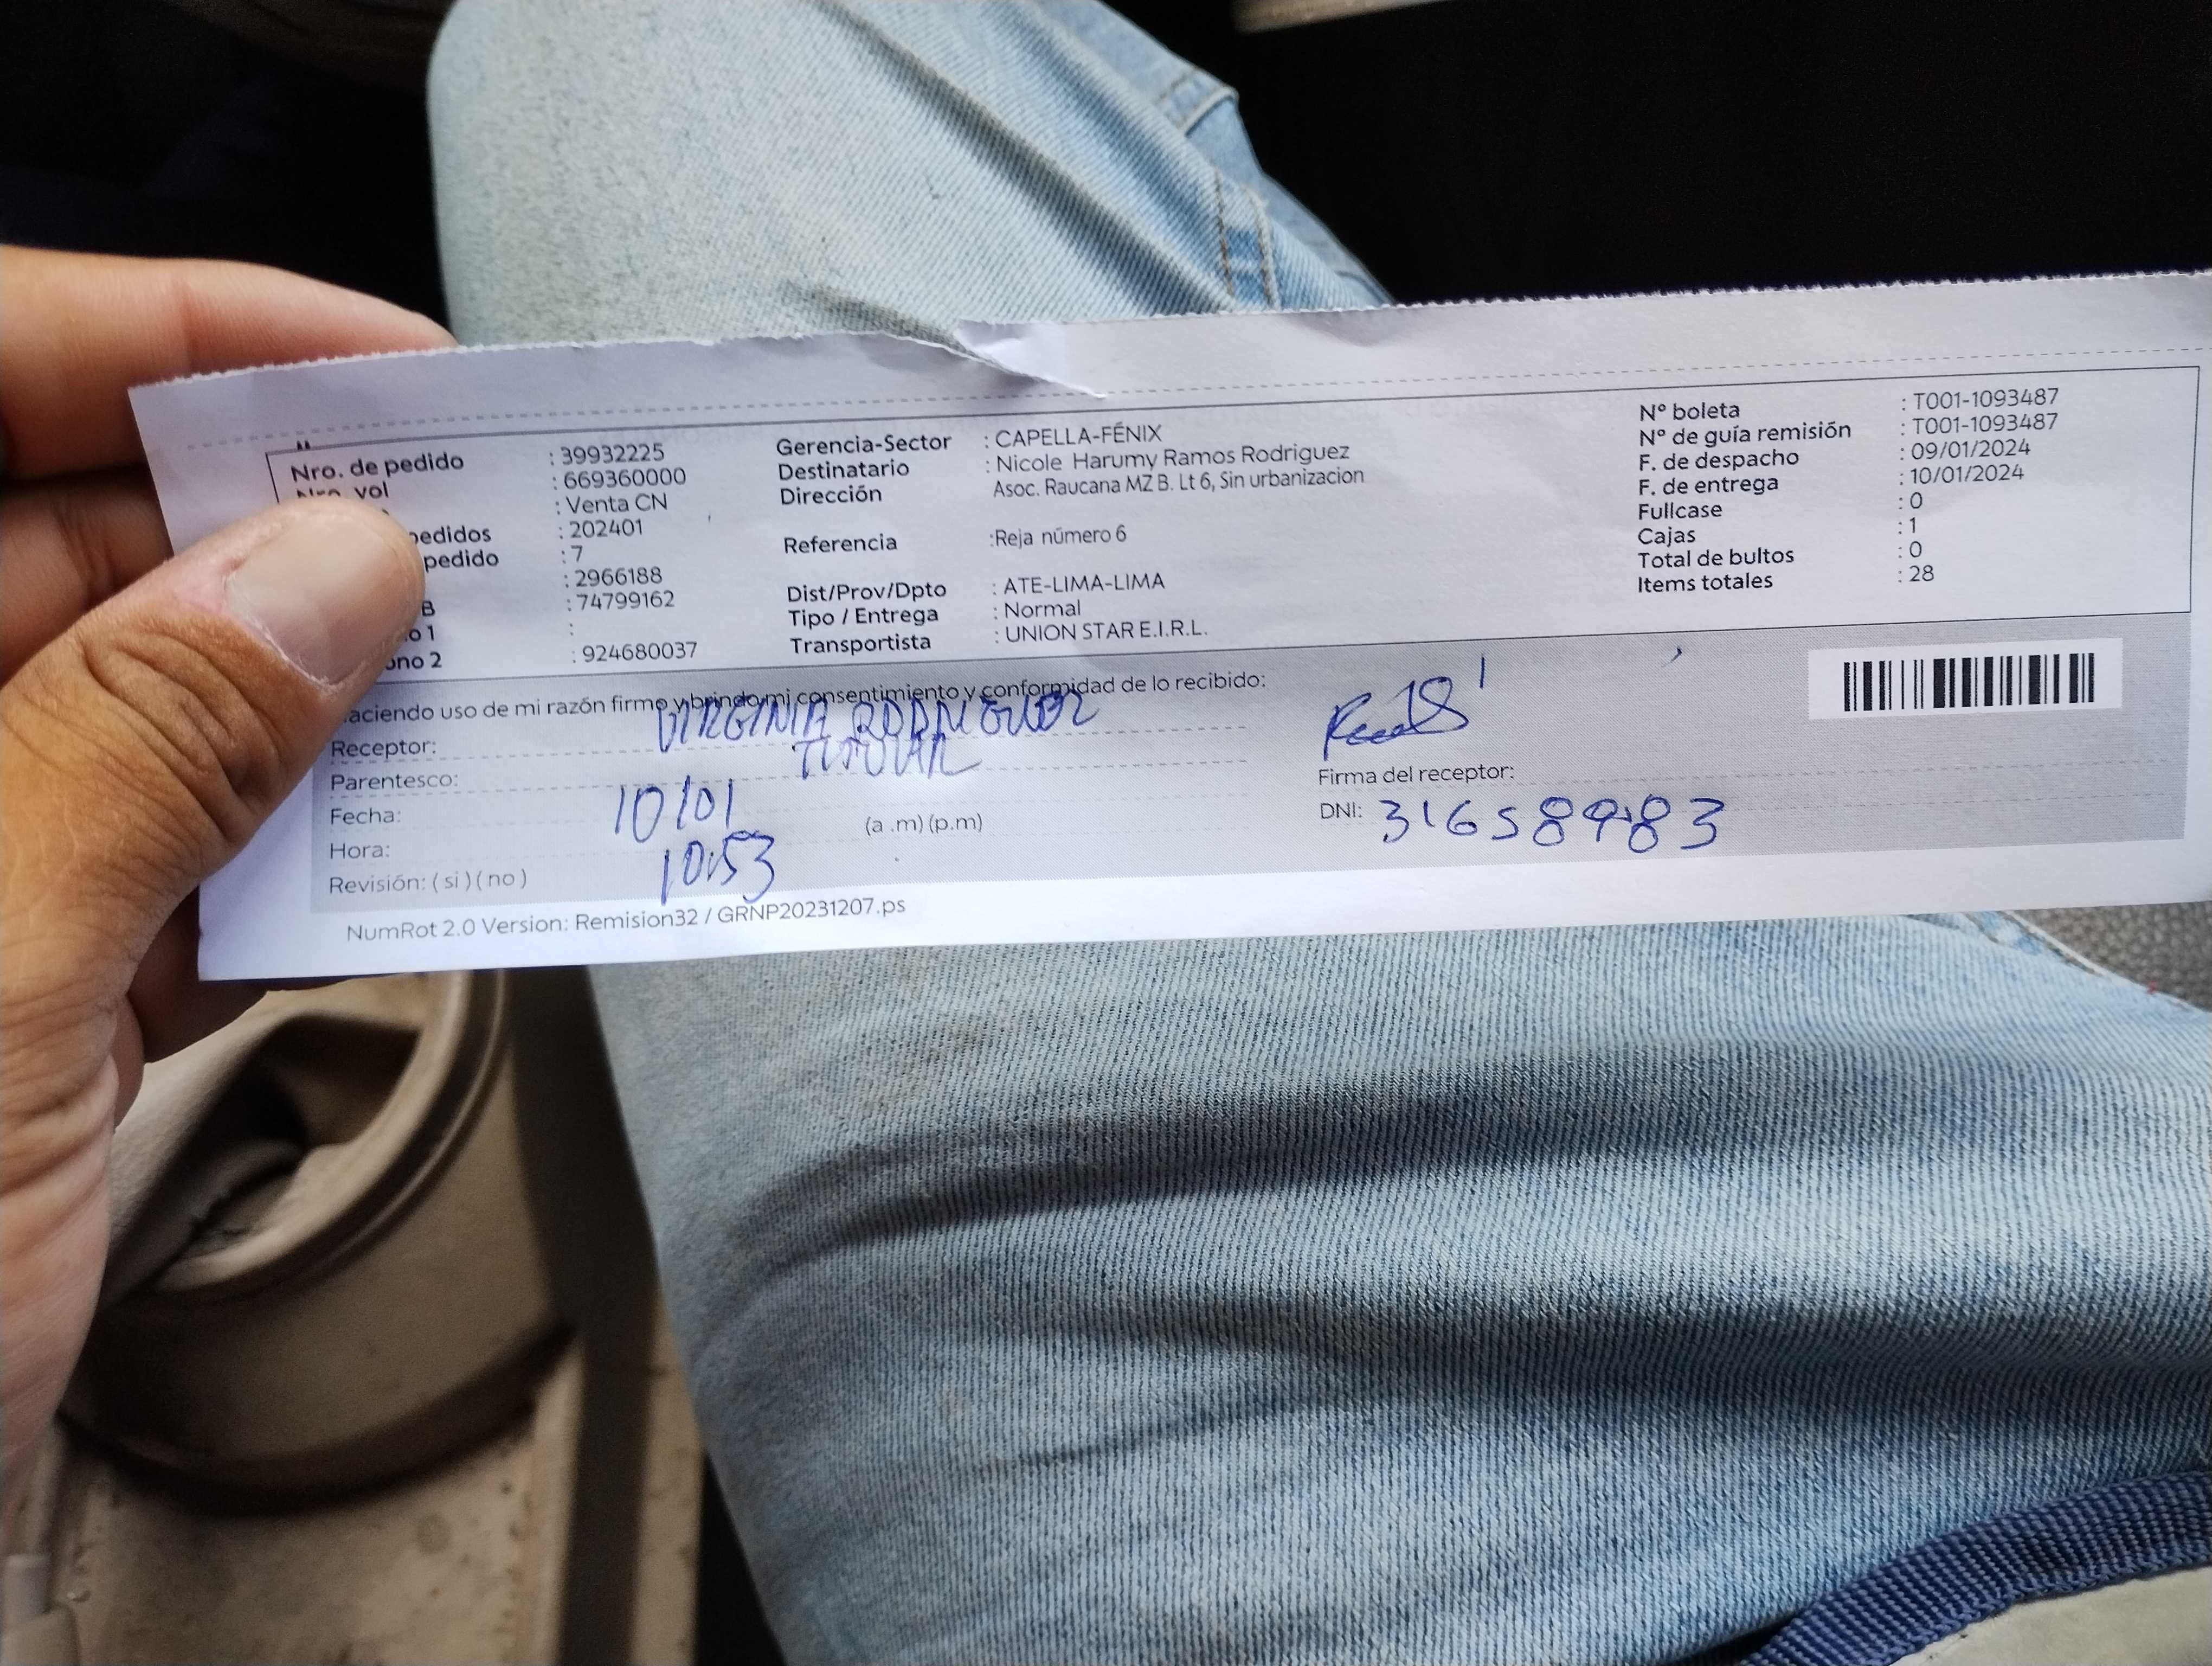 Nro. de pedido : 39932225
Nro. vol : 669360000
: Venta CN
pedidos : 202401
pedido : 7
: 2966188
B : 74799162
o 1 :
ono 2 : 924680037
Gerencia-Sector : CAPELLA-FÉNIX
Destinatario : Nicole Harumy Ramos Rodriguez
Dirección Asoc. Raucana MZ B. Lt 6, Sin urbanizacion
Referencia :Reja número 6
Dist/Prov/Dpto : ATE-LIMA-LIMA
Tipo / Entrega : Normal
Transportista : UNION STAR E.I.R.L.
N° boleta : T001-1093487
N° de guía remisión : T001-1093487
F. de despacho : 09/01/2024
F. de entrega : 10/01/2024
Fullcase : 0
Cajas : 1
Total de bultos : 0
Items totales : 28
aciendo uso de mi razón firmo y brindo mi consentimiento y conformidad de lo recibido:
Receptor: VIRGINIA RODRIGUEZ
Parentesco: TITULAR
Fecha: 10/01
Hora: 10:53 (a .m) (p.m)
Revisión: ( si ) ( no )
Firma del receptor:
DNI: 31658983
NumRot 2.0 Version: Remision32 / GRNP20231207.ps